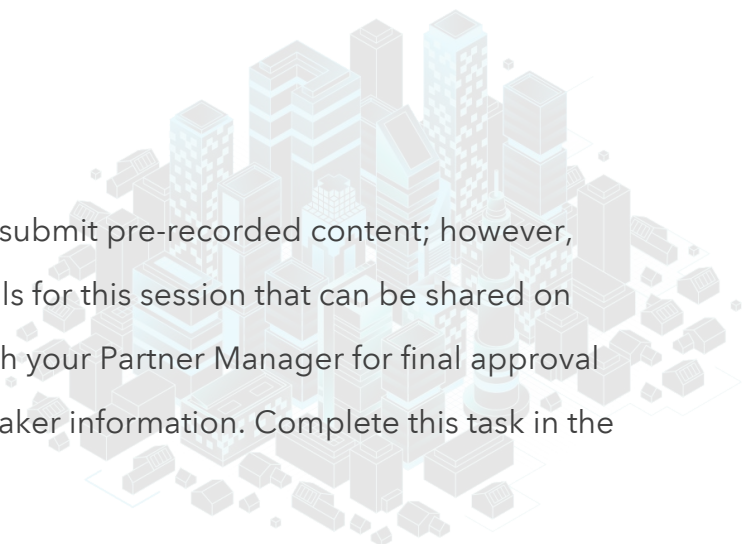 submit pre-recorded content; however,
ls for this session that can be shared on
h your Partner Manager for final approval
aker information. Complete this task in the